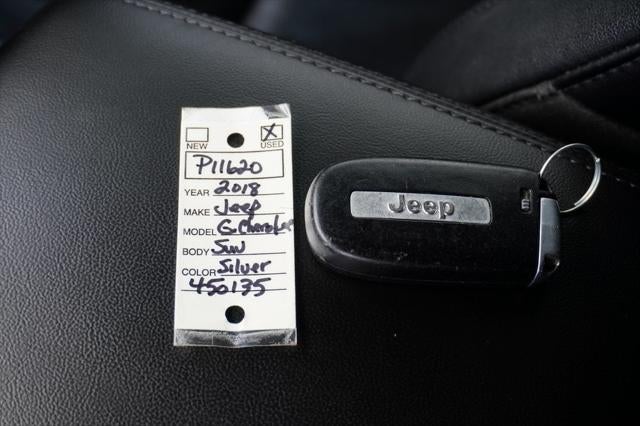 X
NEW USED
P11620
YEAR 2018
MAKE Jeep
MODEL G. Cherokee
BODY Suv
COLOR Silver
450135
Jeep